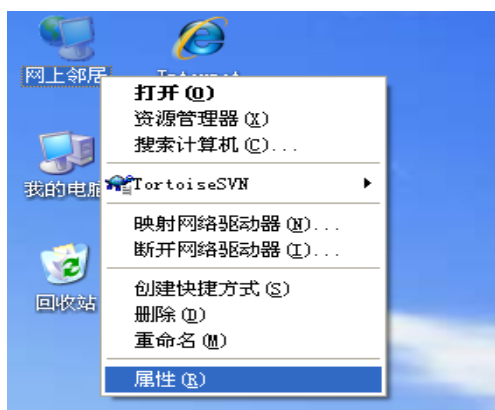 网上邻居
打开(O)
资源管理器(X)
搜索计算机(C)...
我的电脑
TortoiseSVN
映射网络驱动器(N)...
断开网络驱动器(I)...
回收站
创建快捷方式(S)
删除(D)
重命名(M)
属性(R)